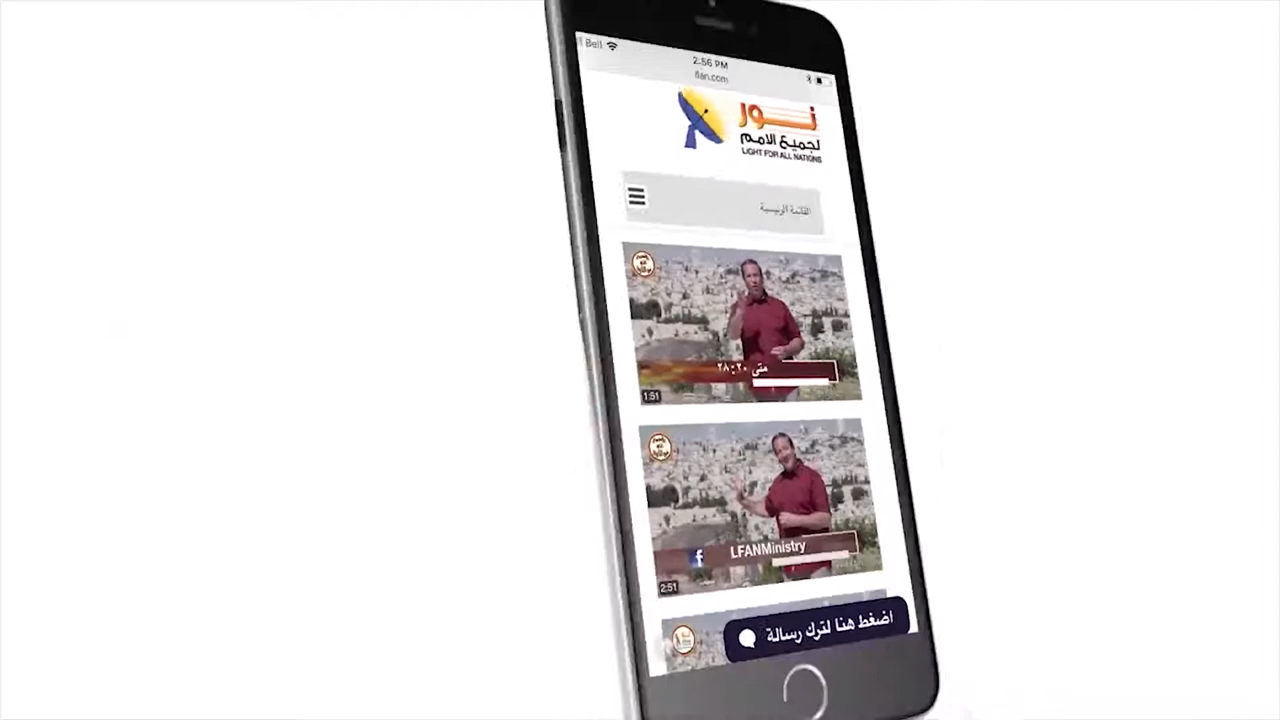 Bell
2:56 PM
lfan.com
نور
لجميع الامم
LIGHT FOR ALL NATIONS
القائمة الرئيسية
متى ٢٨:٢٠
1:51
LFANMinistry
2:51
اضغط هنا لترك رسالة